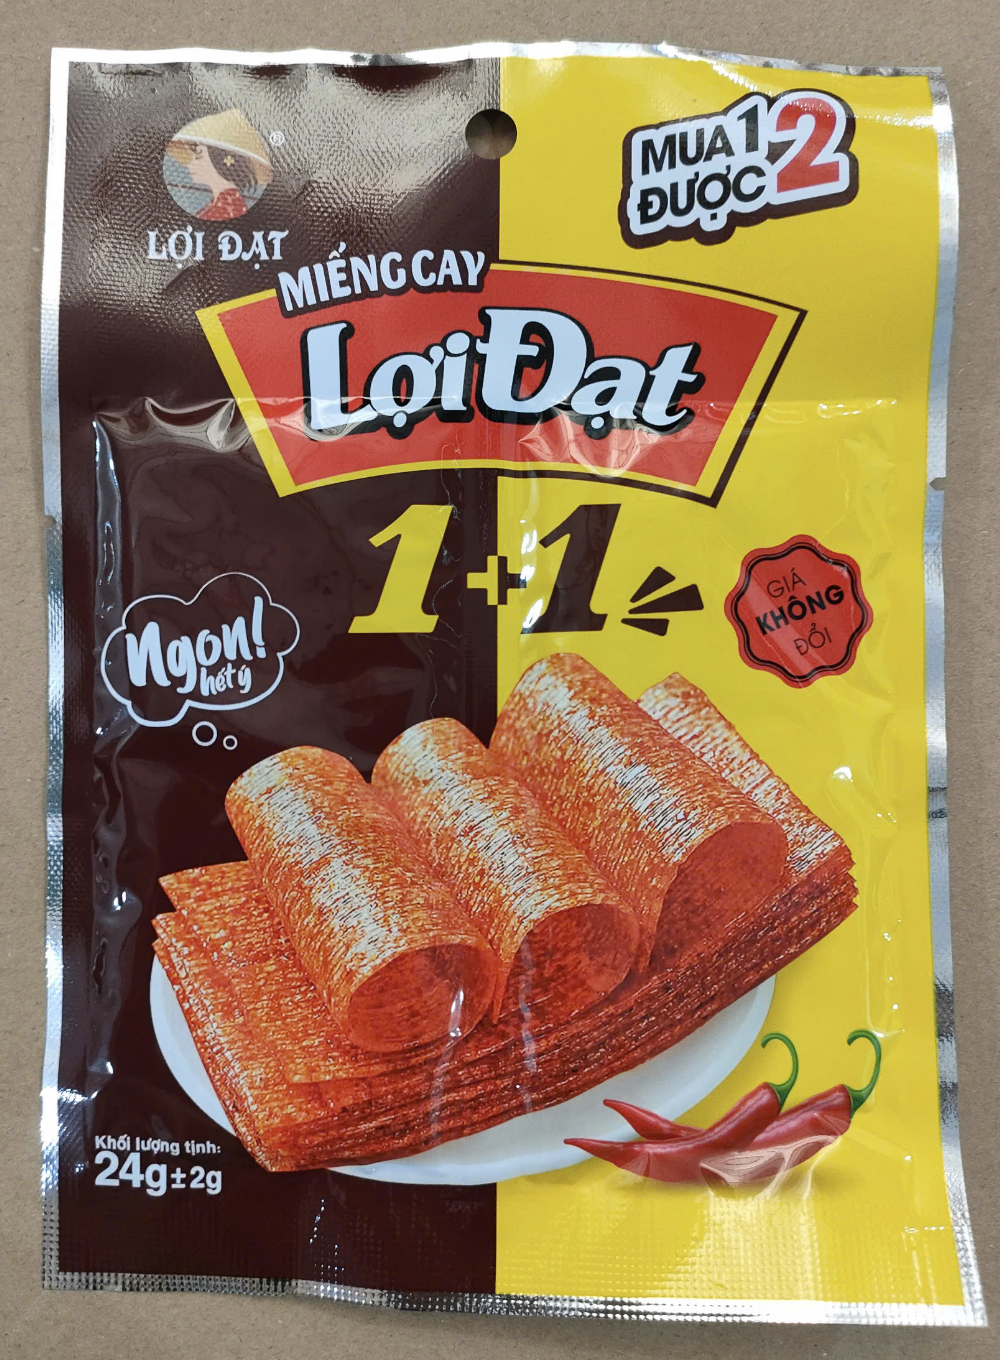 ®
LỢI ĐẠT
MUA 1
ĐƯỢC 2
MIẾNG CAY
Lợi Đạt
1+1
GIÁ
KHÔNG
ĐỔI
Ngon!
hết ý
Khối lượng tịnh:
24g±2g